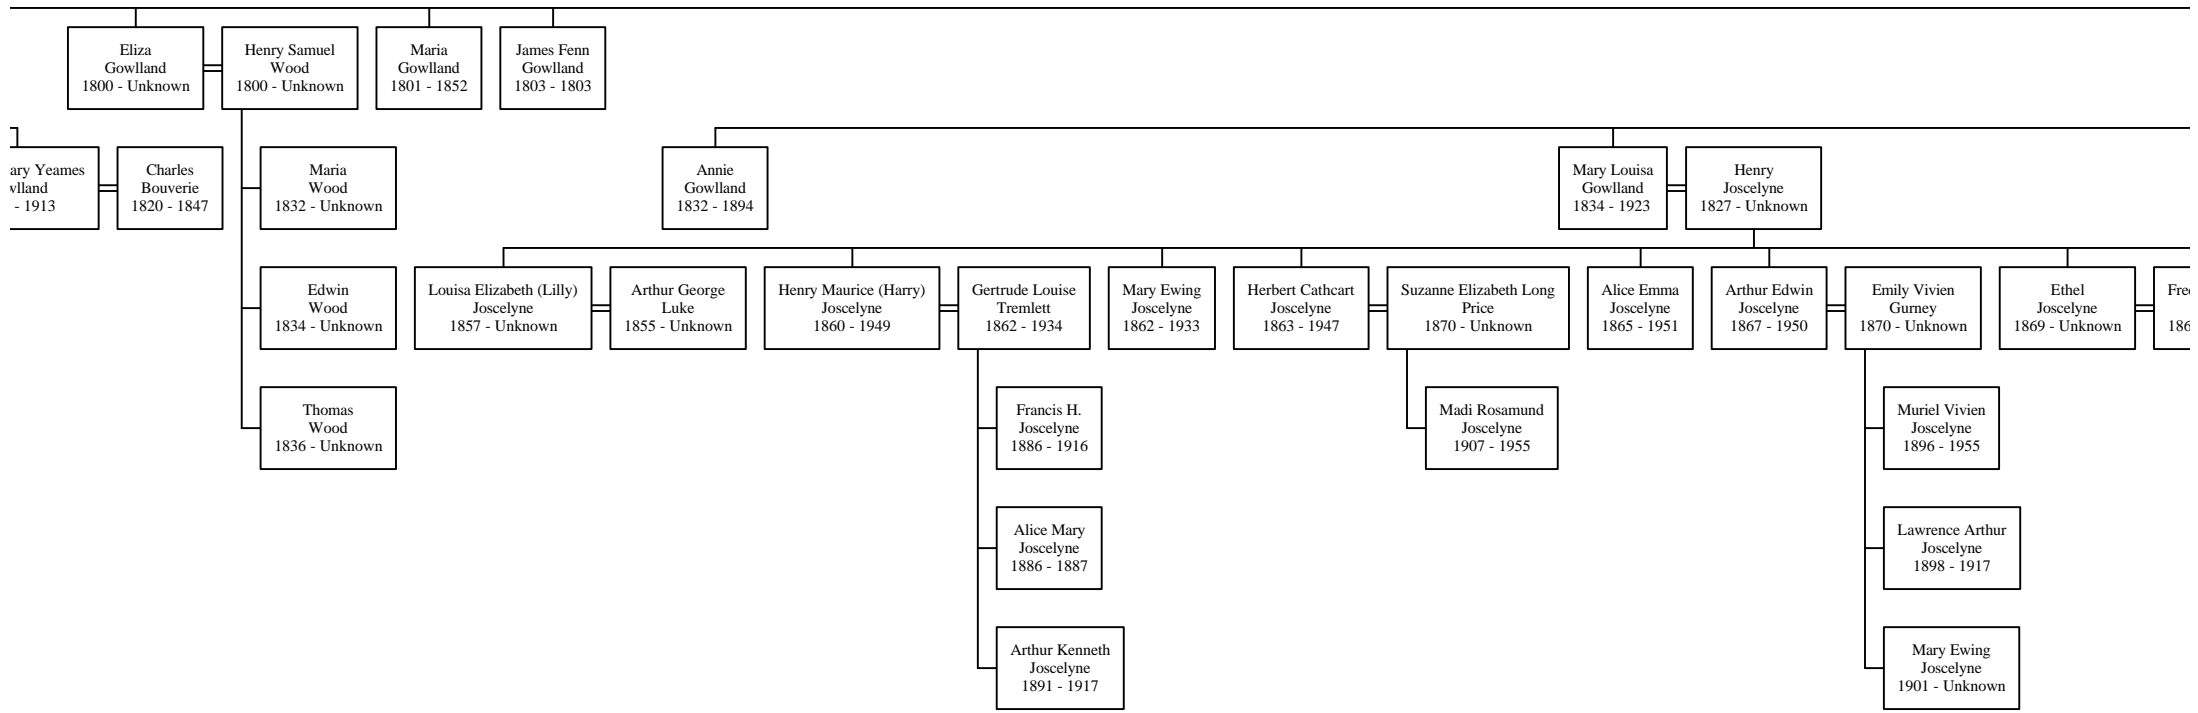 Eliza
Gowlland
1800 - Unknown
Henry Samuel
Wood
1800 - Unknown
Maria
Gowlland
1801 - 1852
James Fenn
Gowlland
1803 - 1803
Yeames
- 1913
Charles
Bouverie
1820 - 1847
Maria
Wood
1832 - Unknown
Annie
Gowlland
1832 - 1894
Mary Louisa
Gowlland
1834 - 1923
Henry
Joscelyne
1827 - Unknown
Edwin
Wood
1834 - Unknown
Louisa Elizabeth (Lilly)
Joscelyne
1857 - Unknown
Arthur George
Luke
1855 - Unknown
Henry Maurice (Harry)
Joscelyne
1860 - 1949
Gertrude Louise
Tremlett
1862 - 1934
Mary Ewing
Joscelyne
1862 - 1933
Herbert Cathcart
Joscelyne
1863 - 1947
Suzanne Elizabeth Long
Price
1870 - Unknown
Alice Emma
Joscelyne
1865 - 1951
Arthur Edwin
Joscelyne
1867 - 1950
Emily Vivien
Gurney
1870 - Unknown
Ethel
Joscelyne
1869 - Unknown
Thomas
Wood
1836 - Unknown
Francis H.
Joscelyne
1886 - 1916
Madi Rosamund
Joscelyne
1907 - 1955
Muriel Vivien
Joscelyne
1896 - 1955
Alice Mary
Joscelyne
1886 - 1887
Lawrence Arthur
Joscelyne
1898 - 1917
Arthur Kenneth
Joscelyne
1891 - 1917
Mary Ewing
Joscelyne
1901 - Unknown